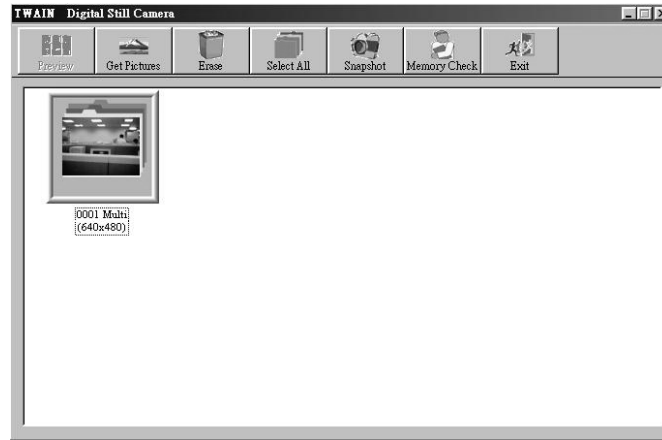 TWAIN Digital Still Camera
Preview
Get Pictures
Erase
Select All
Snapshot
Memory Check
Exit
0001 Multi
(640x480)